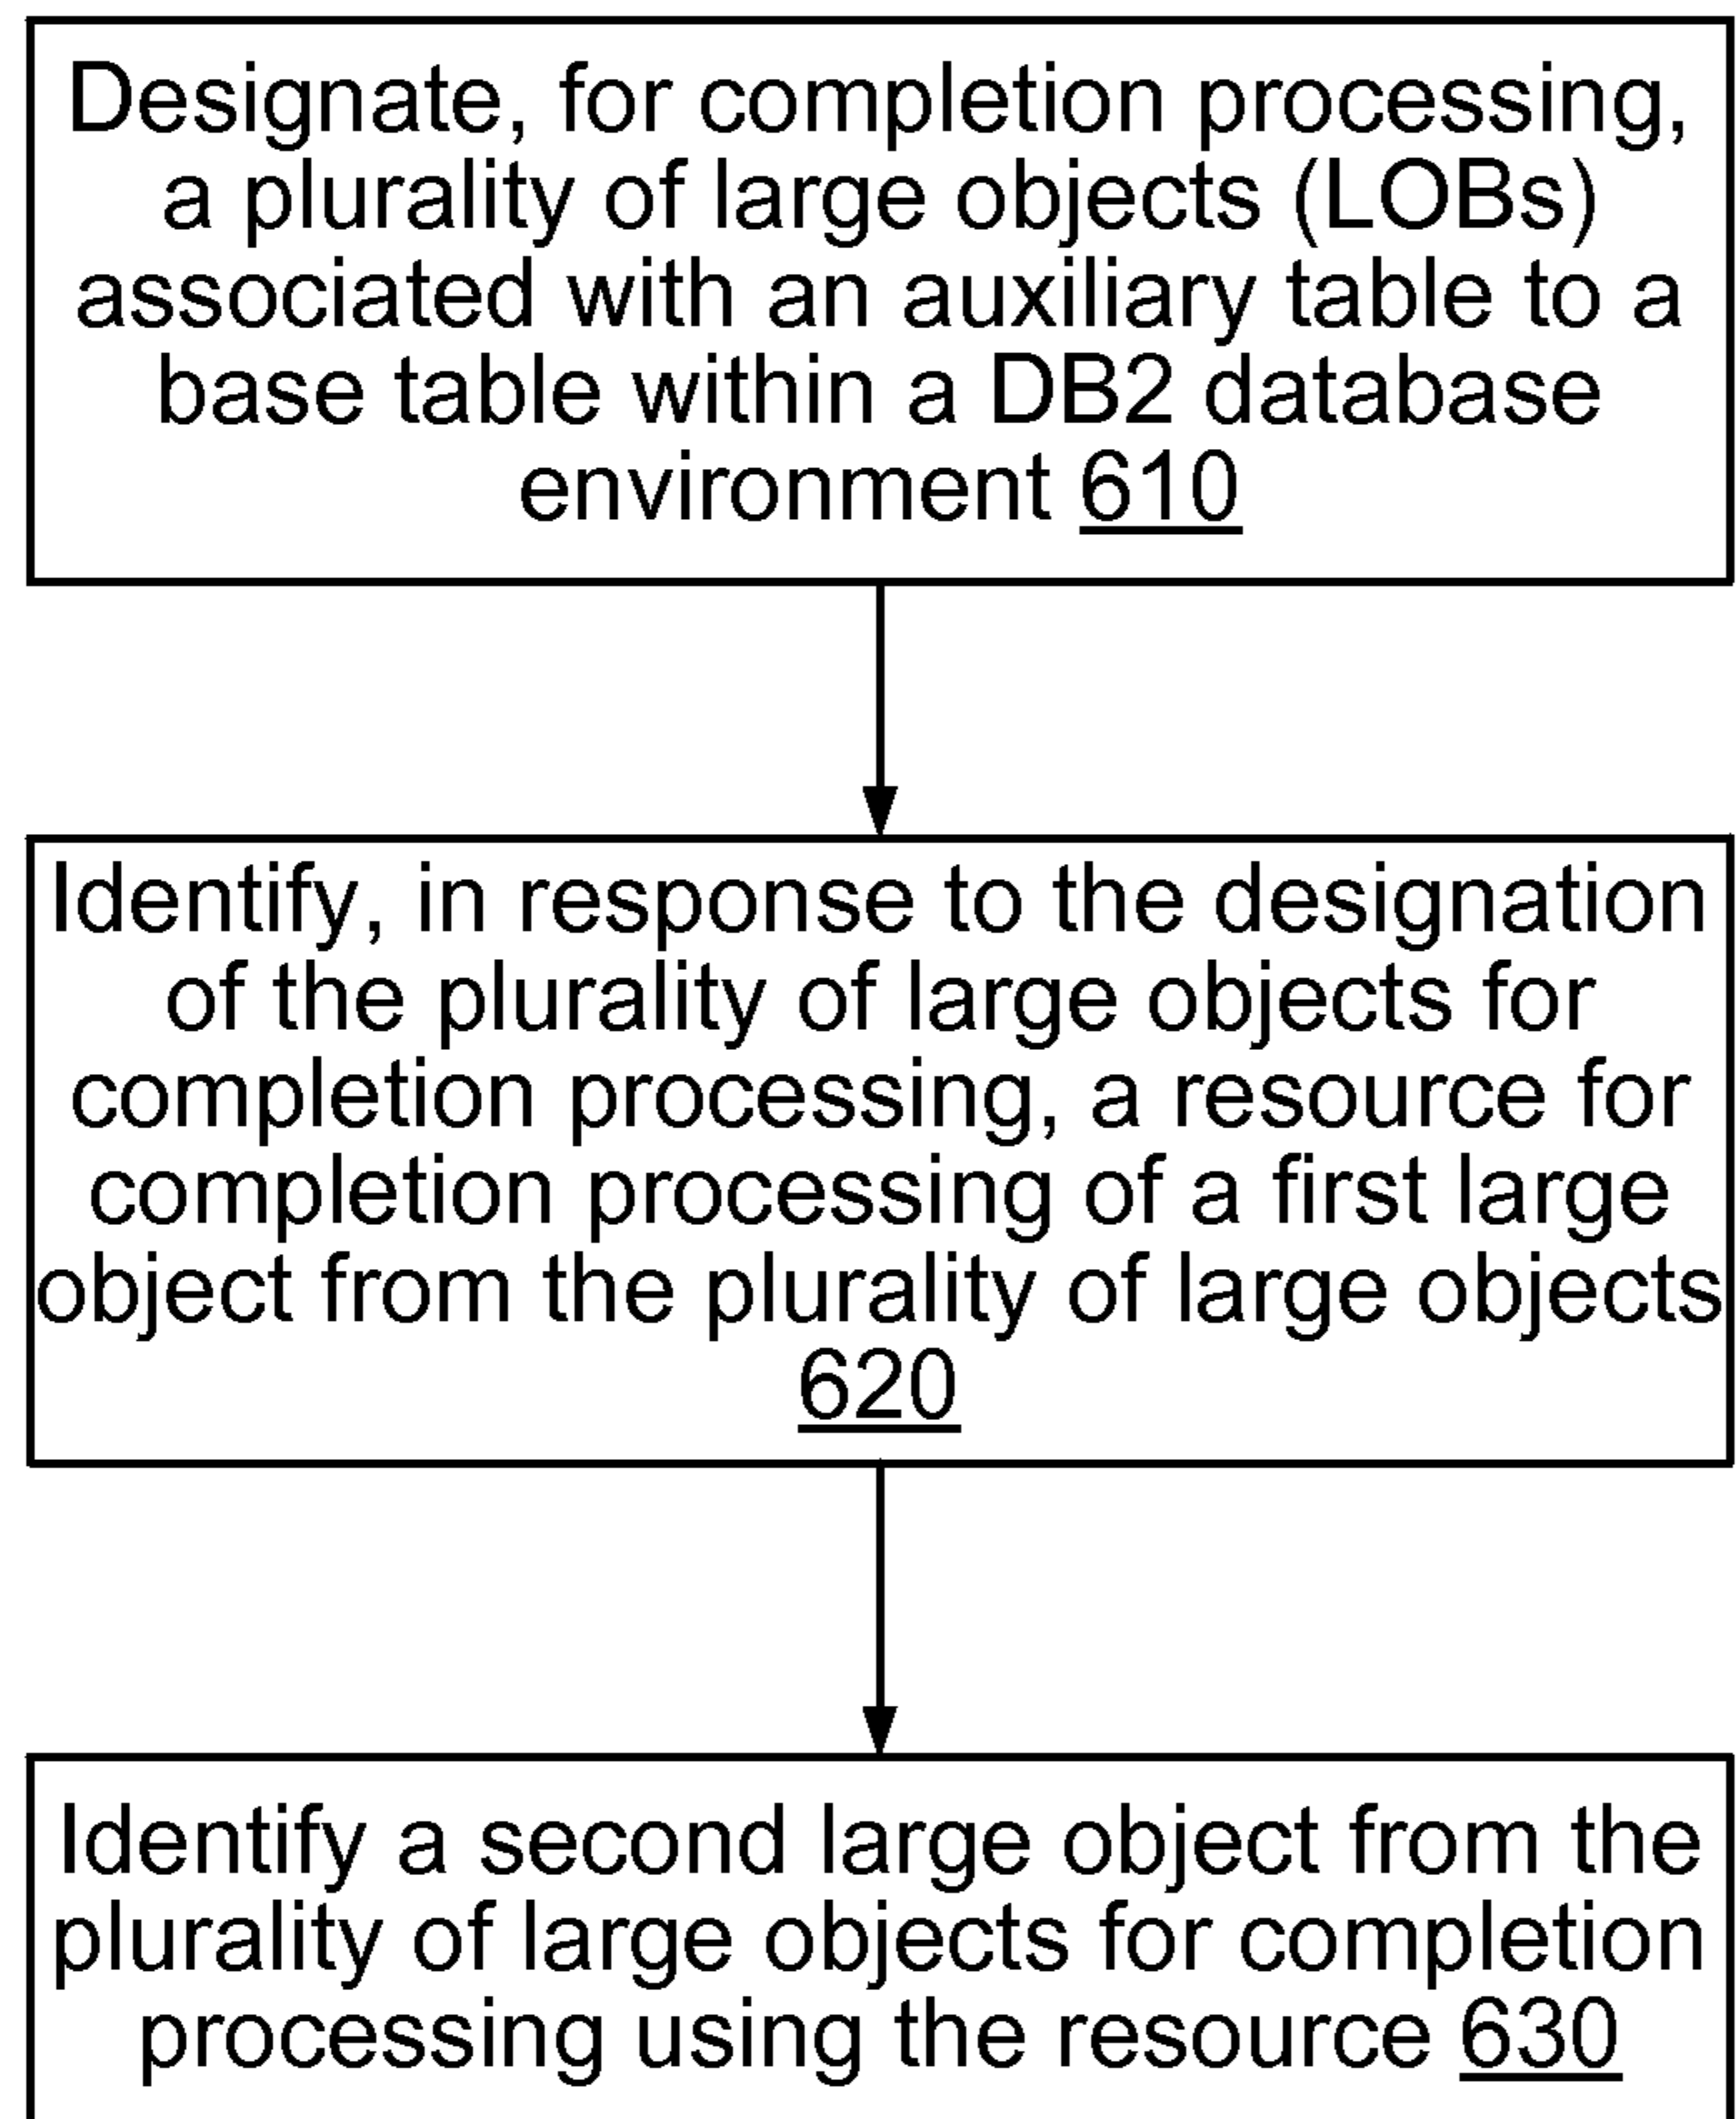 Designate, for completion processing,
a plurality of large objects (LOBs)
associated with an auxiliary table to a
base table within a DB2 database
environment 610
Identify, in response to the designation
of the plurality of large objects for
completion processing, a resource for
completion processing of a first large
object from the plurality of large objects
620
Identify a second large object from the
plurality of large objects for completion
processing using the resource 630